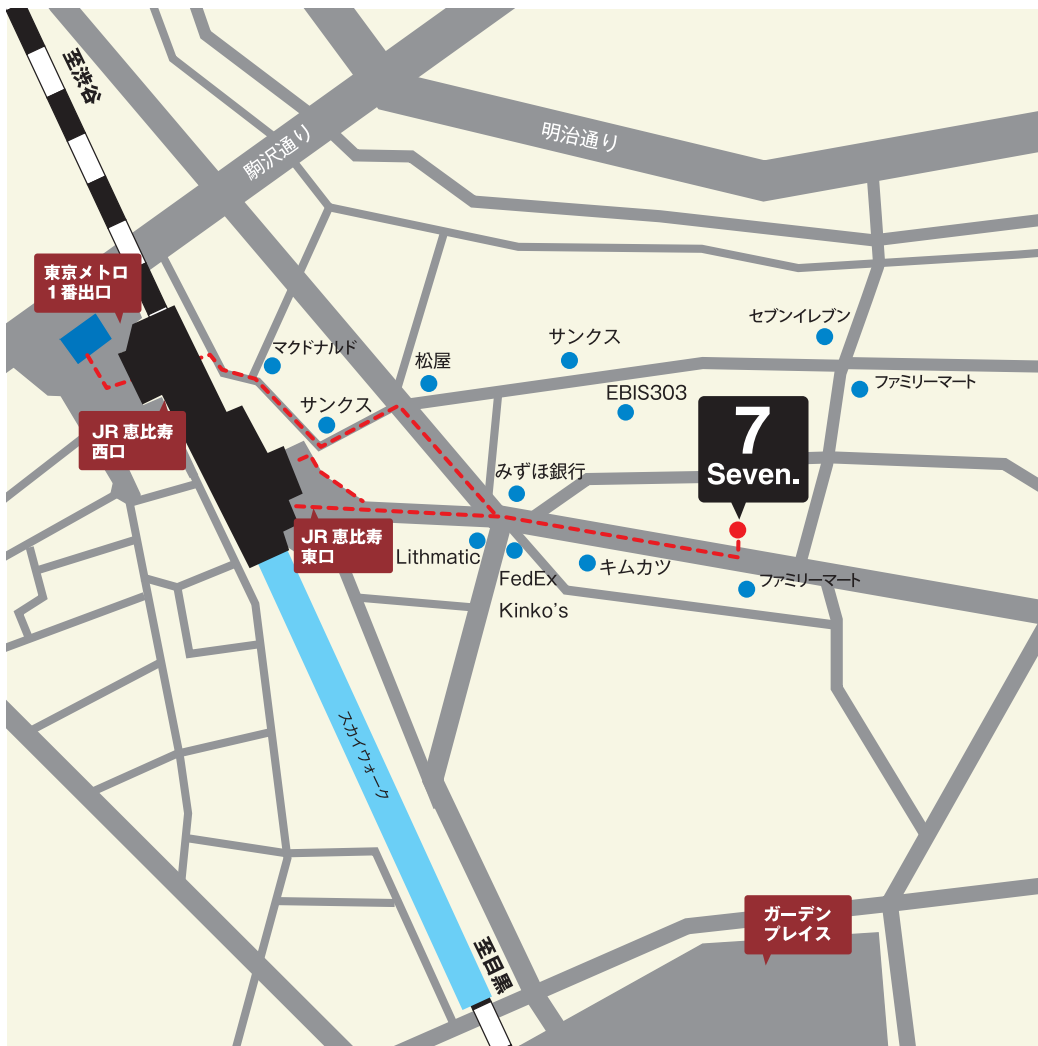 至渋谷
駒沢通り
明治通り
東京メトロ
1番出口
マクドナルド
松屋
サンクス
セブンイレブン
ファミリーマート
EBIS303
サンクス
JR恵比寿
西口
7
Seven.
みずほ銀行
JR恵比寿
東口
Lithmatic
FedEx
Kinko's
キムカツ
ファミリーマート
スカイウォーク
ガーデン
プレイス
至目黒